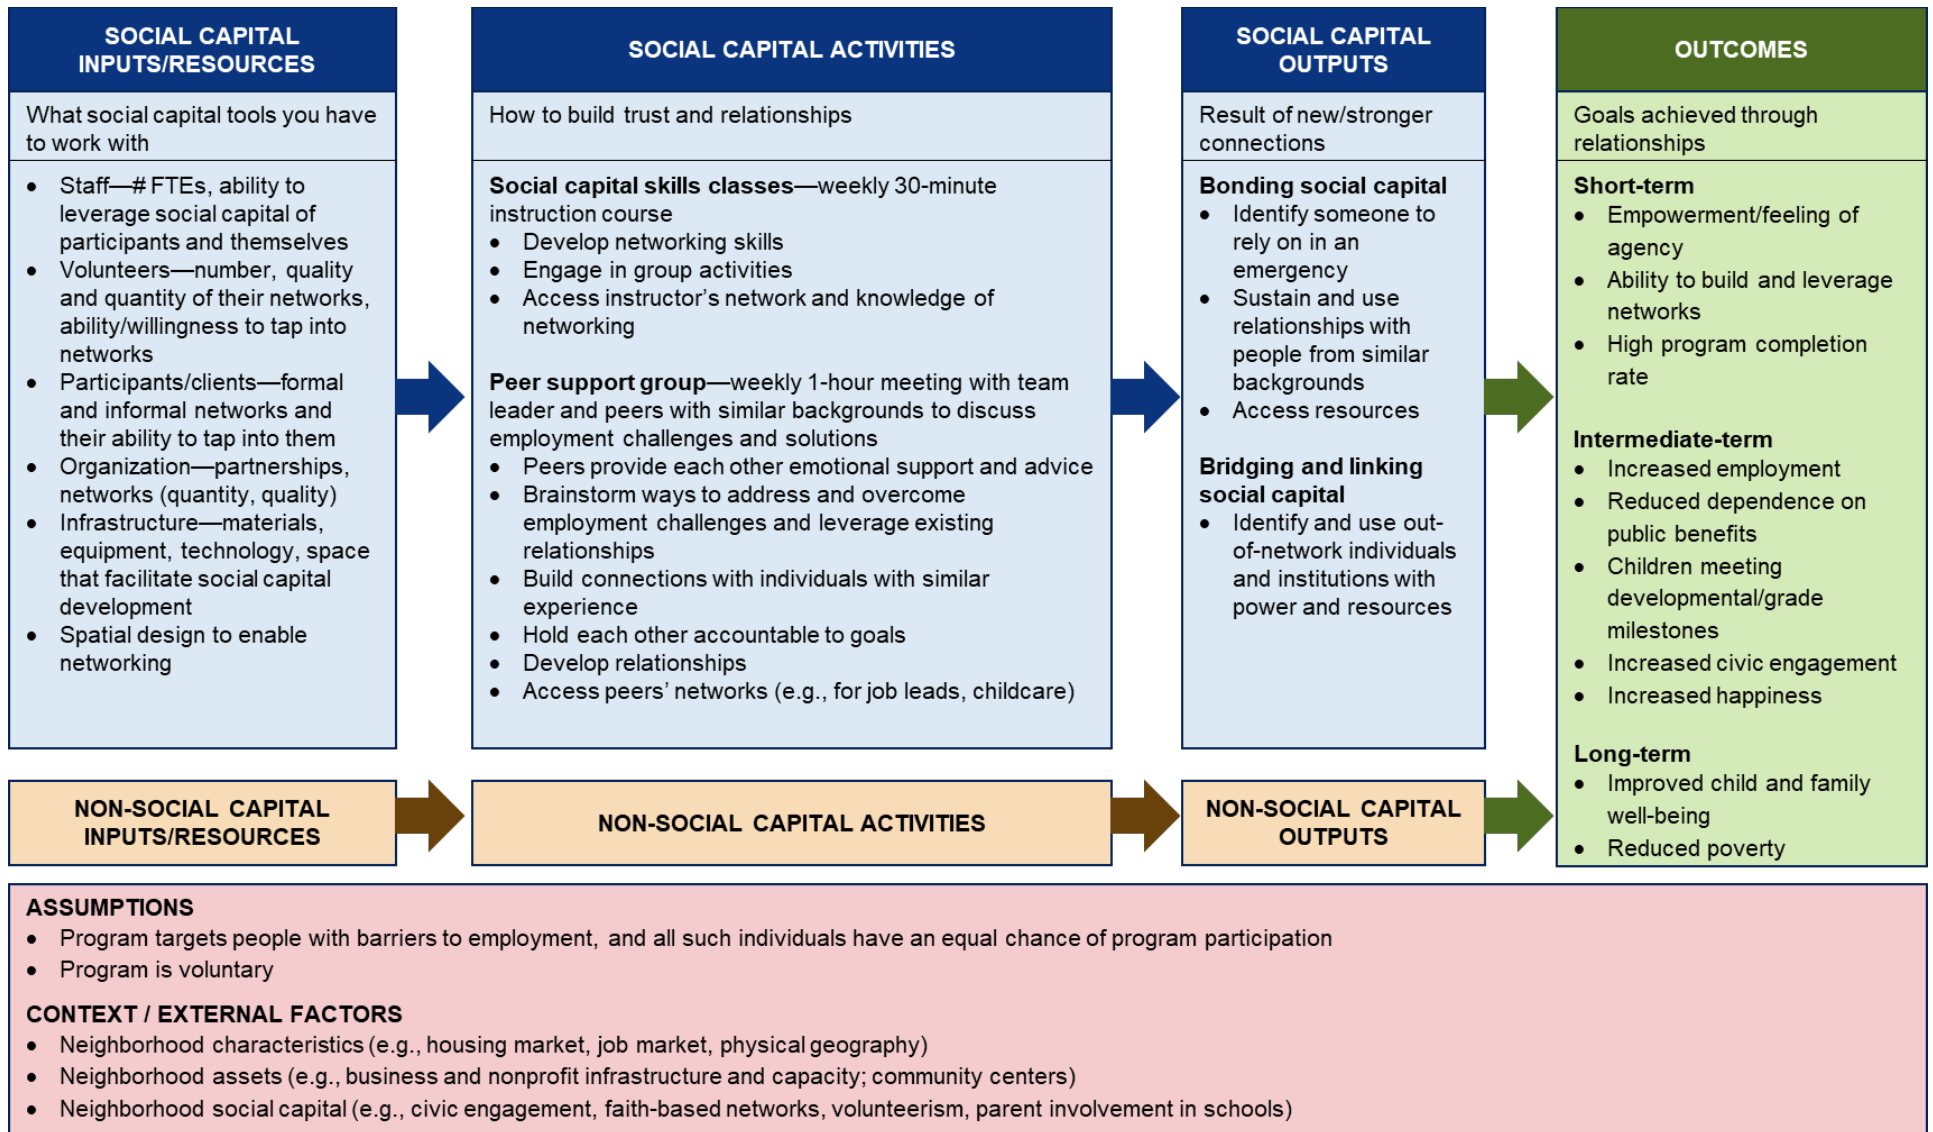 SOCIAL CAPITAL
INPUTS/RESOURCES
What social capital tools you have
to work with
• Staff—# FTEs, ability to
leverage social capital of
participants and themselves
• Volunteers—number, quality
and quantity of their networks,
ability/willingness to tap into
networks
• Participants/clients—formal
and informal networks and
their ability to tap into them
• Organization—partnerships,
networks (quantity, quality)
• Infrastructure—materials,
equipment, technology, space
that facilitate social capital
development
• Spatial design to enable
networking
SOCIAL CAPITAL ACTIVITIES
How to build trust and relationships
Social capital skills classes—weekly 30-minute
instruction course
• Develop networking skills
• Engage in group activities
• Access instructor’s network and knowledge of
networking
Peer support group—weekly 1-hour meeting with team
leader and peers with similar backgrounds to discuss
employment challenges and solutions
• Peers provide each other emotional support and advice
• Brainstorm ways to address and overcome
employment challenges and leverage existing
relationships
• Build connections with individuals with similar
experience
• Hold each other accountable to goals
• Develop relationships
• Access peers’ networks (e.g., for job leads, childcare)
SOCIAL CAPITAL
OUTPUTS
Result of new/stronger
connections
Bonding social capital
• Identify someone to
rely on in an
emergency
• Sustain and use
relationships with
people from similar
backgrounds
• Access resources
Bridging and linking
social capital
• Identify and use out-
of-network individuals
and institutions with
power and resources
OUTCOMES
Goals achieved through
relationships
Short-term
• Empowerment/feeling of
agency
• Ability to build and leverage
networks
• High program completion
rate
Intermediate-term
• Increased employment
• Reduced dependence on
public benefits
• Children meeting
developmental/grade
milestones
• Increased civic engagement
• Increased happiness
Long-term
• Improved child and family
well-being
• Reduced poverty
NON-SOCIAL CAPITAL
INPUTS/RESOURCES
NON-SOCIAL CAPITAL ACTIVITIES
NON-SOCIAL CAPITAL
OUTPUTS
ASSUMPTIONS
• Program targets people with barriers to employment, and all such individuals have an equal chance of program participation
• Program is voluntary
CONTEXT / EXTERNAL FACTORS
• Neighborhood characteristics (e.g., housing market, job market, physical geography)
• Neighborhood assets (e.g., business and nonprofit infrastructure and capacity; community centers)
• Neighborhood social capital (e.g., civic engagement, faith-based networks, volunteerism, parent involvement in schools)